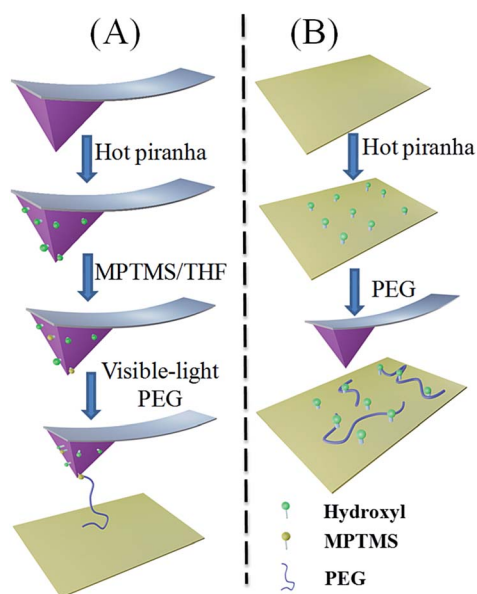 (A)
Hot piranha
MPTMS/THF
Visible-light
PEG
(B)
Hot piranha
PEG
Hydroxyl
MPTMS
PEG